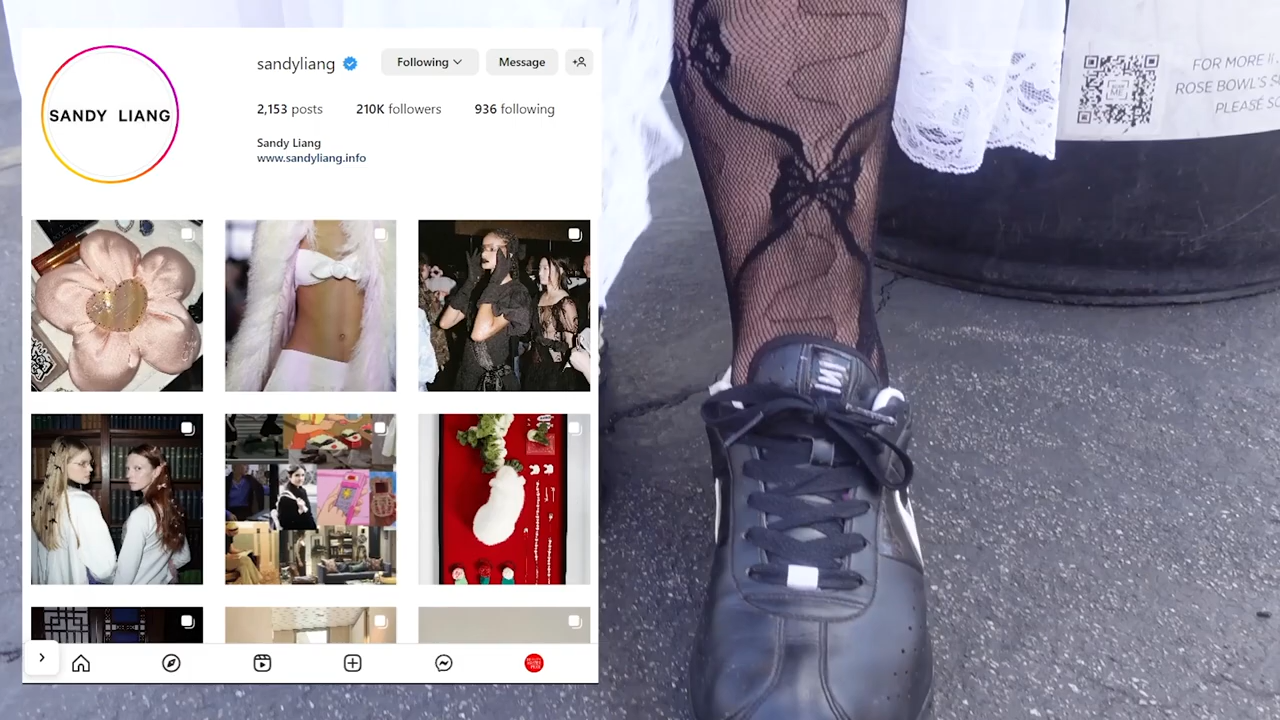 sandyliang
Following
Message
2,153 posts
210K followers
936 following
Sandy Liang
www.sandyliang.info
SANDY LIANG
FOR MORE
ROSE BOWL'S
PLEASE